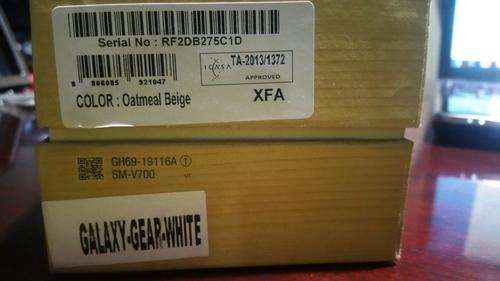 Serial No : RF2DB275C1D
8 806085 921047
ICASA
TA-2013/1372
APPROVED
COLOR : Oatmeal Beige
XFA
GH69-19116A T
SM-V700
GALAXY-GEAR-WHITE